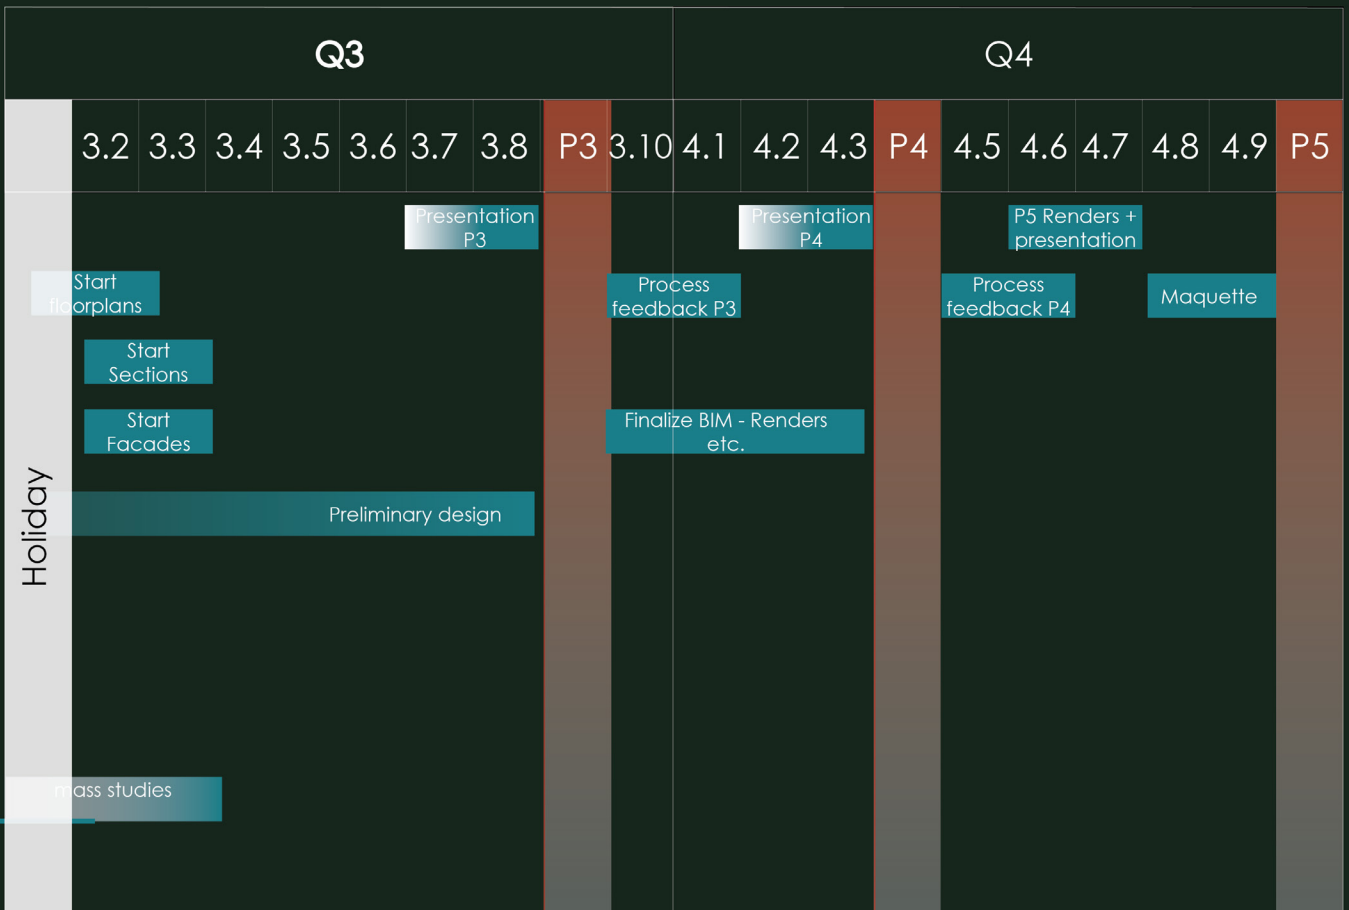 Q3
Q4
3.2 3.3 3.4 3.5 3.6 3.7 3.8 P3 3.10 4.1 4.2 4.3 P4 4.5 4.6 4.7 4.8 4.9 P5
Presentation
P3
Presentation
P4
P5 Renders +
presentation
Start
floorplans
Process
feedback P3
Process
feedback P4
Maquette
Start
Sections
Start
Facades
Finalize BIM - Renders
etc.
Holiday
Preliminary design
mass studies